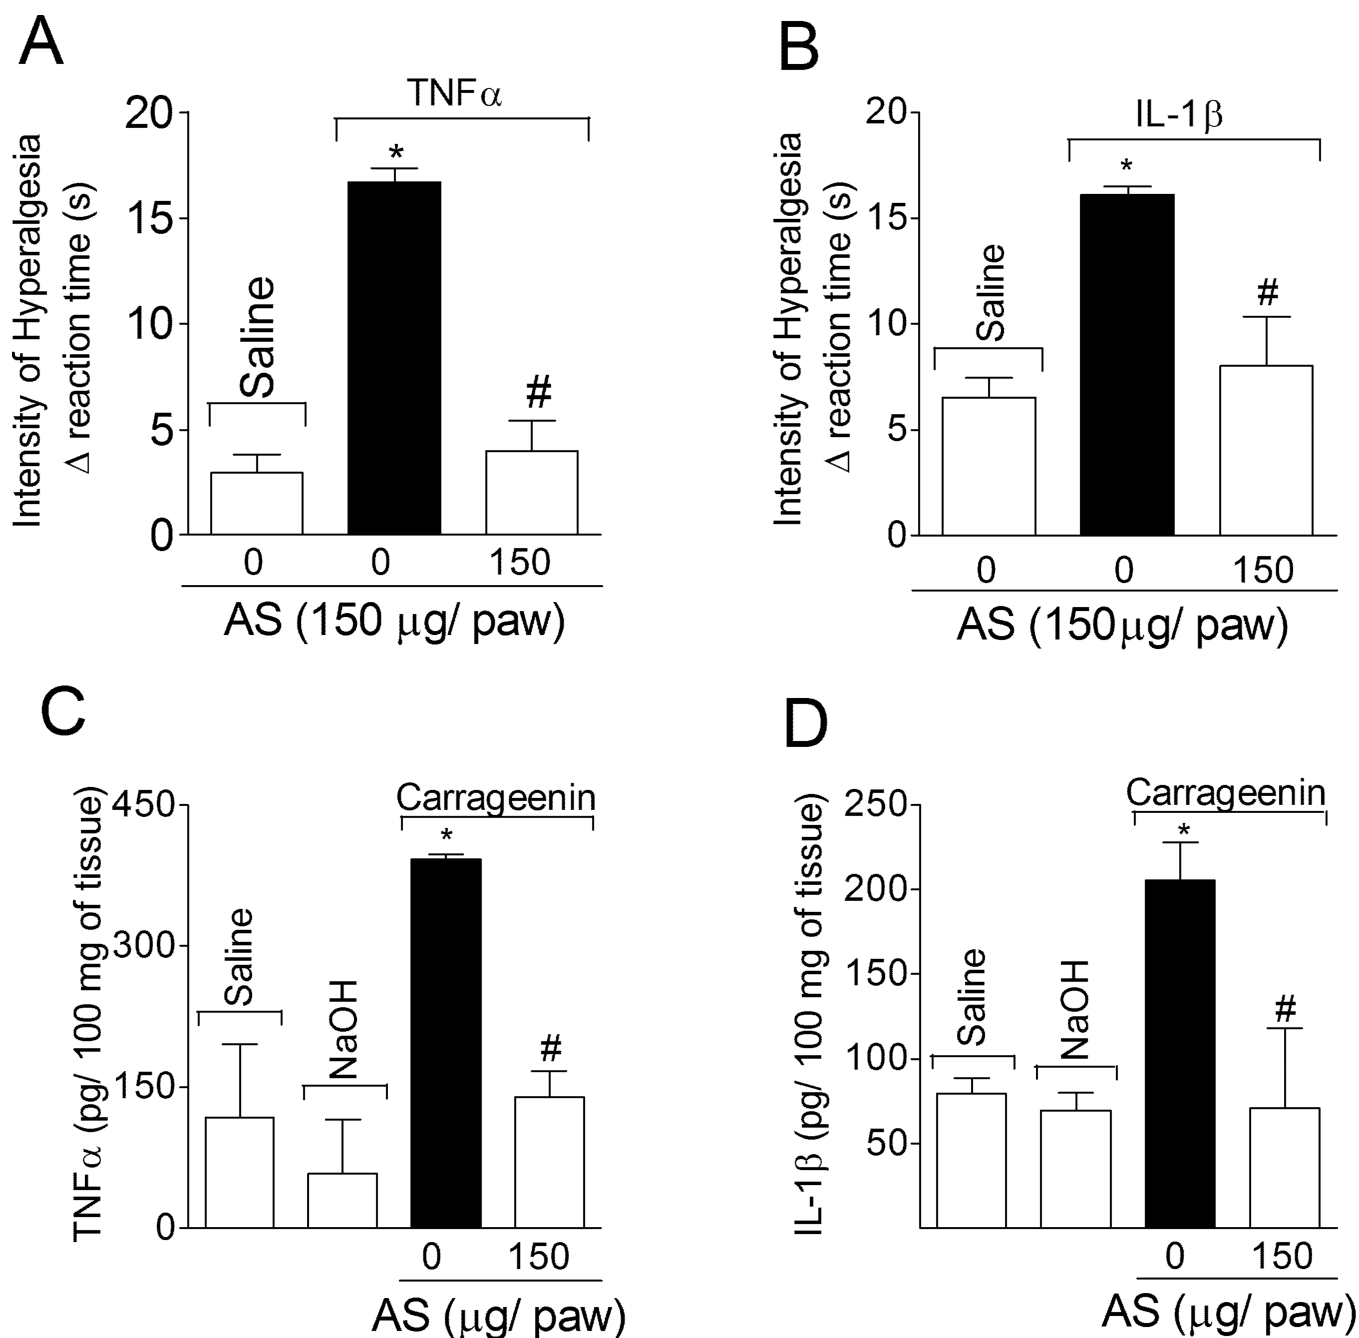 A
TNFα
Intensity of Hyperalgesia
Δ reaction time (s)
20
15
10
5
0
Saline
*
#
0
0
150
AS (150 μg/ paw)
B
IL-1β
Intensity of Hyperalgesia
Δ reaction time (s)
20
15
10
5
0
Saline
*
#
0
0
150
AS (150μg/ paw)
C
Carrageenin
TNFα (pg/ 100 mg of tissue)
450
300
150
0
Saline
NaOH
*
#
0
150
AS (μg/ paw)
D
Carrageenin
IL-1β (pg/ 100 mg of tissue)
250
200
150
100
50
Saline
NaOH
*
#
0
150
AS (μg/ paw)